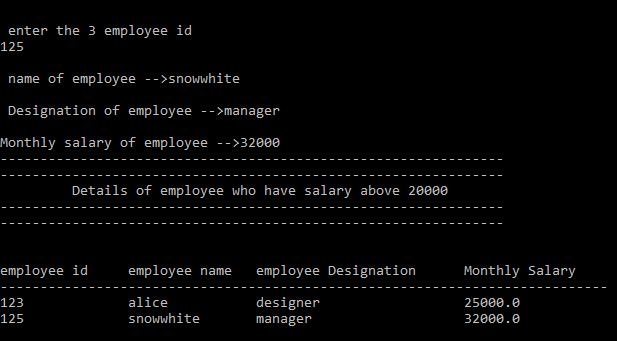 enter the 3 employee id
125
name of employee -->snowwhite
Designation of employee -->manager
Monthly salary of employee -->32000
---------------------------------------------------------------
---------------------------------------------------------------
Details of employee who have salary above 20000
---------------------------------------------------------------
---------------------------------------------------------------
employee id     employee name   employee Designation      Monthly Salary
----------------------------------------------------------------------------
123             alice           designer                  25000.0
125             snowwhite       manager                   32000.0